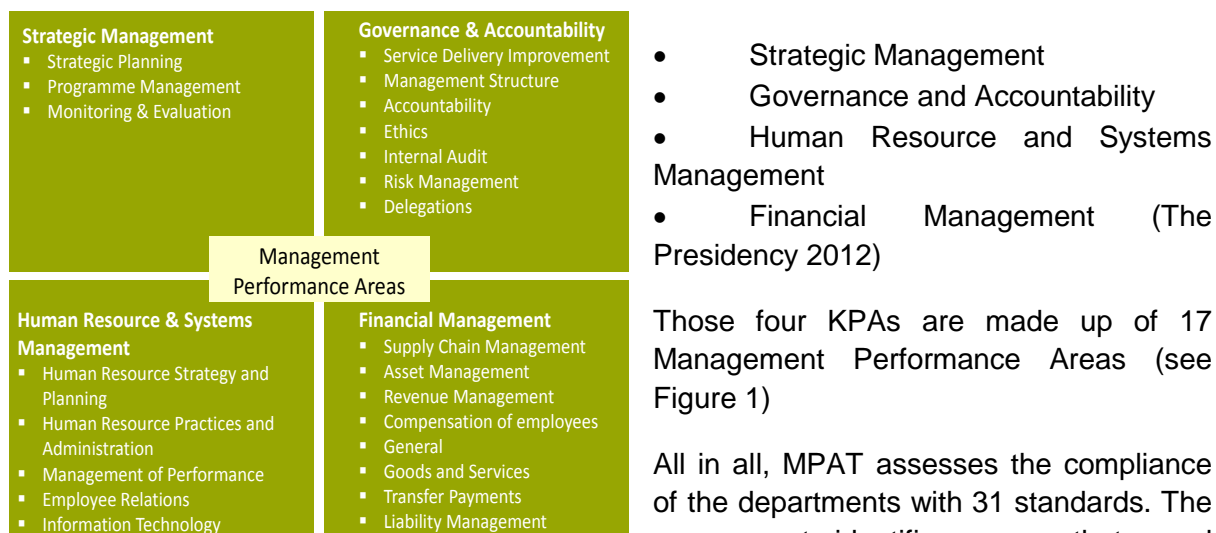 Strategic Management
▪ Strategic Planning
▪ Programme Management
▪ Monitoring & Evaluation
Governance & Accountability
▪ Service Delivery Improvement
▪ Management Structure
▪ Accountability
▪ Ethics
▪ Internal Audit
▪ Risk Management
▪ Delegations
Management
Performance Areas
Human Resource & Systems
Management
▪ Human Resource Strategy and
Planning
▪ Human Resource Practices and
Administration
▪ Management of Performance
▪ Employee Relations
▪ Information Technology
Financial Management
▪ Supply Chain Management
▪ Asset Management
▪ Revenue Management
▪ Compensation of employees
▪ General
▪ Goods and Services
▪ Transfer Payments
▪ Liability Management
• Strategic Management
• Governance and Accountability
• Human Resource and Systems
Management
• Financial Management (The
Presidency 2012)
Those four KPAs are made up of 17
Management Performance Areas (see
Figure 1)
All in all, MPAT assesses the compliance
of the departments with 31 standards. The